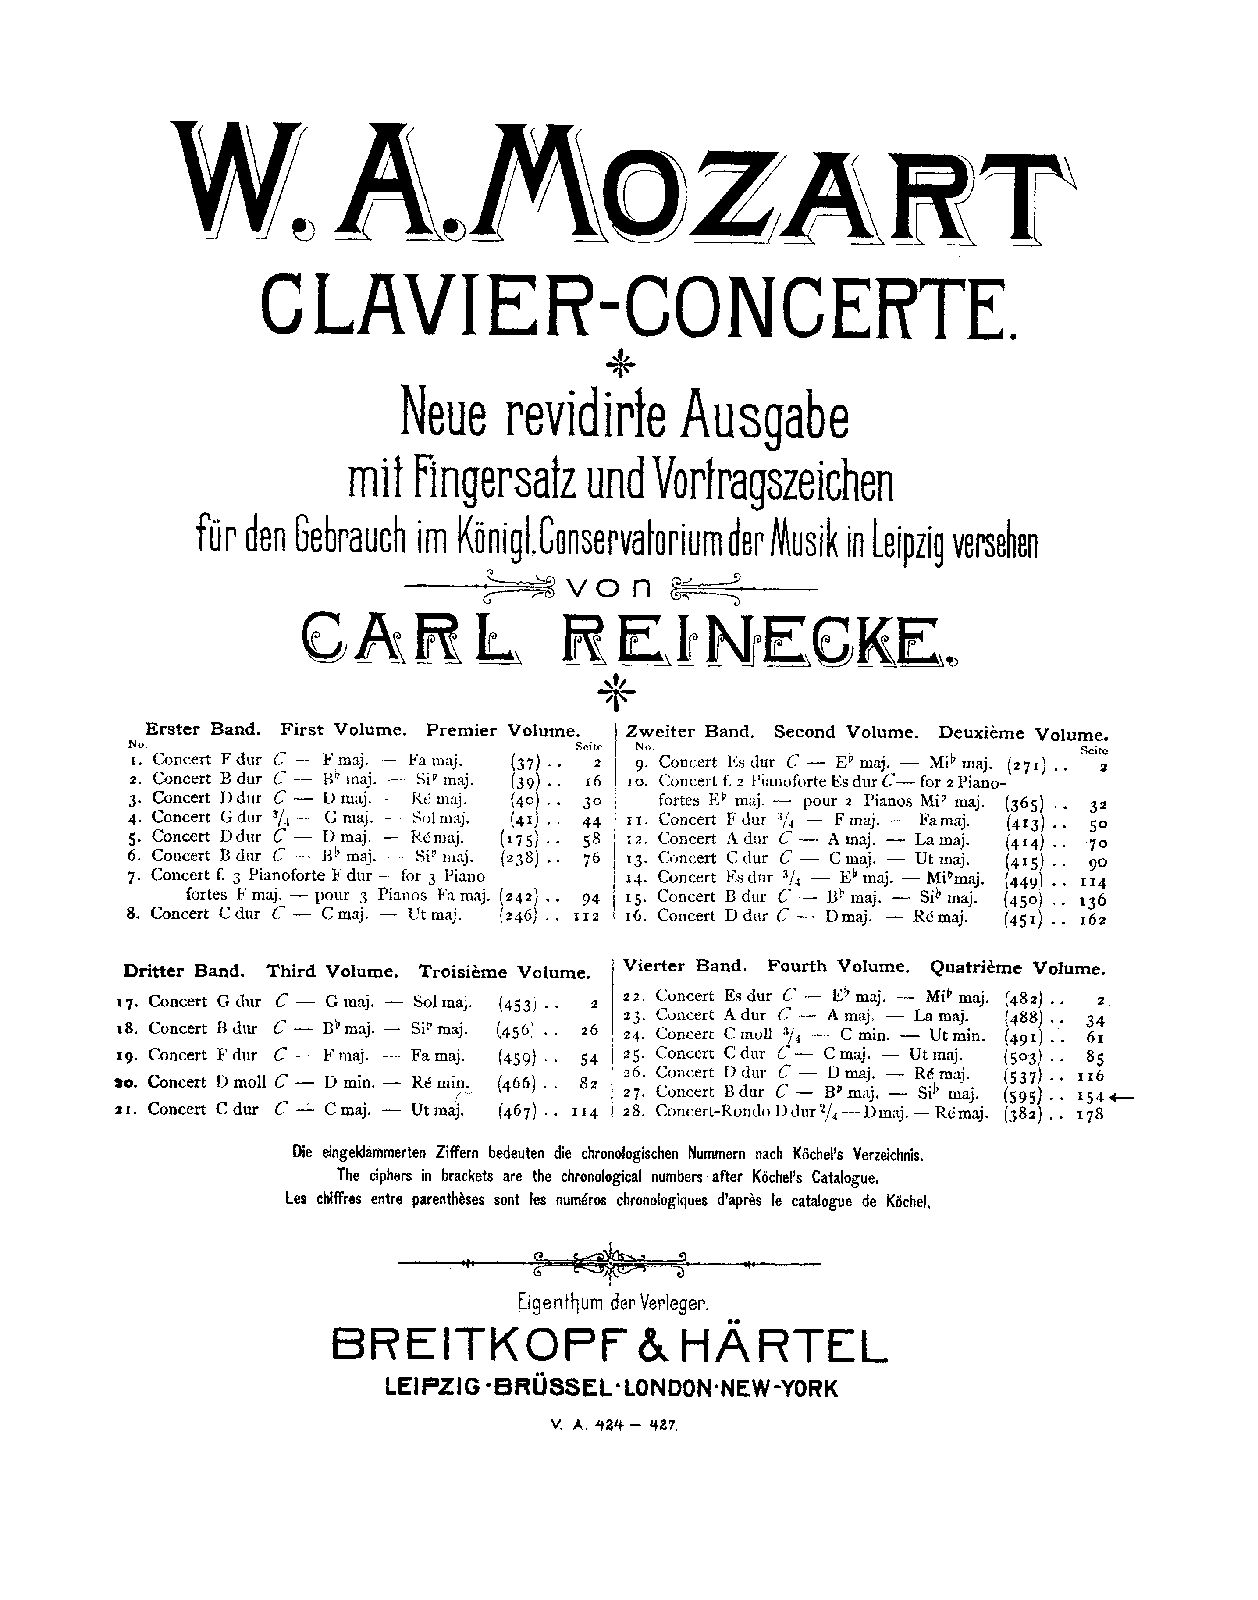 W. A. MOZART
CLAVIER-CONCERTE.
Neue revidirte Ausgabe
mit Fingersatz und Vortragszeichen
für den Gebrauch im Königl. Conservatorium der Musik in Leipzig versehen
von
CARL REINECKE.
Erster Band. First Volume. Premier Volume.
No. Seite
1. Concert F dur C — F maj. — Fa maj. (37) . . 2
2. Concert B dur C — B♭ maj. — Si♭ maj. (39) . . 16
3. Concert D dur C — D maj. - Ré maj. (40) . . 30
4. Concert G dur 3/4 — G maj. - Sol maj. (41) . . 44
5. Concert D dur C — D maj. — Ré maj. (175) . . 58
6. Concert B dur C — B♭ maj. — Si♭ maj. (238) . . 76
7. Concert f. 3 Pianoforte F dur — for 3 Piano
fortes F maj. — pour 3 Pianos Fa maj. (242) . . 94
8. Concert C dur C — C maj. — Ut maj. (246) . . 112
Zweiter Band. Second Volume. Deuxième Volume.
No. Seite
9. Concert Es dur C — E♭ maj. — Mi♭ maj. (271) . . 2
10. Concert f. 2 Pianoforte Es dur C — for 2 Piano-
fortes E♭ maj. — pour 2 Pianos Mi♭ maj. (365) . . 32
11. Concert F dur 3/4 — F maj. - Fa maj. (413) . . 50
12. Concert A dur C — A maj. — La maj. (414) . . 70
13. Concert C dur C — C maj. — Ut maj. (415) . . 90
14. Concert Es dur 3/4 — E♭ maj. — Mi♭ maj. (449) . . 114
15. Concert B dur C — B♭ maj. — Si♭ maj. (450) . . 136
16. Concert D dur C — D maj. — Ré maj. (451) . . 162
Dritter Band. Third Volume. Troisième Volume.
17. Concert G dur C — G maj. — Sol maj. (453) . . 2
18. Concert B dur C — B♭ maj. — Si♭ maj. (456) . . 26
19. Concert F dur C - F maj. — Fa maj. (459) . . 54
20. Concert D moll C — D min. — Ré min. (466) . . 82
21. Concert C dur C — C maj. — Ut maj. (467) . . 114
Vierter Band. Fourth Volume. Quatrième Volume.
22. Concert Es dur C — E♭ maj. — Mi♭ maj. (482) . . 2
23. Concert A dur C — A maj. — La maj. (488) . . 34
24. Concert C moll 3/4 — C min. — Ut min. (491) . . 61
25. Concert C dur C — C maj. — Ut maj. (503) . . 85
26. Concert D dur C — D maj. — Ré maj. (537) . . 116
27. Concert B dur C — B♭ maj. — Si♭ maj. (595) . . 154 ←
28. Concert-Rondo D dur 2/4 — D maj. — Ré maj. (382) . . 178
Die eingeklammerten Ziffern bedeuten die chronologischen Nummern nach Köchel's Verzeichnis.
The ciphers in brackets are the chronological numbers after Köchel's Catalogue.
Les chiffres entre parenthèses sont les numéros chronologiques d'après le catalogue de Köchel.
Eigenthum der Verleger.
BREITKOPF & HÄRTEL
LEIPZIG · BRÜSSEL · LONDON · NEW-YORK
V. A. 424 — 427.